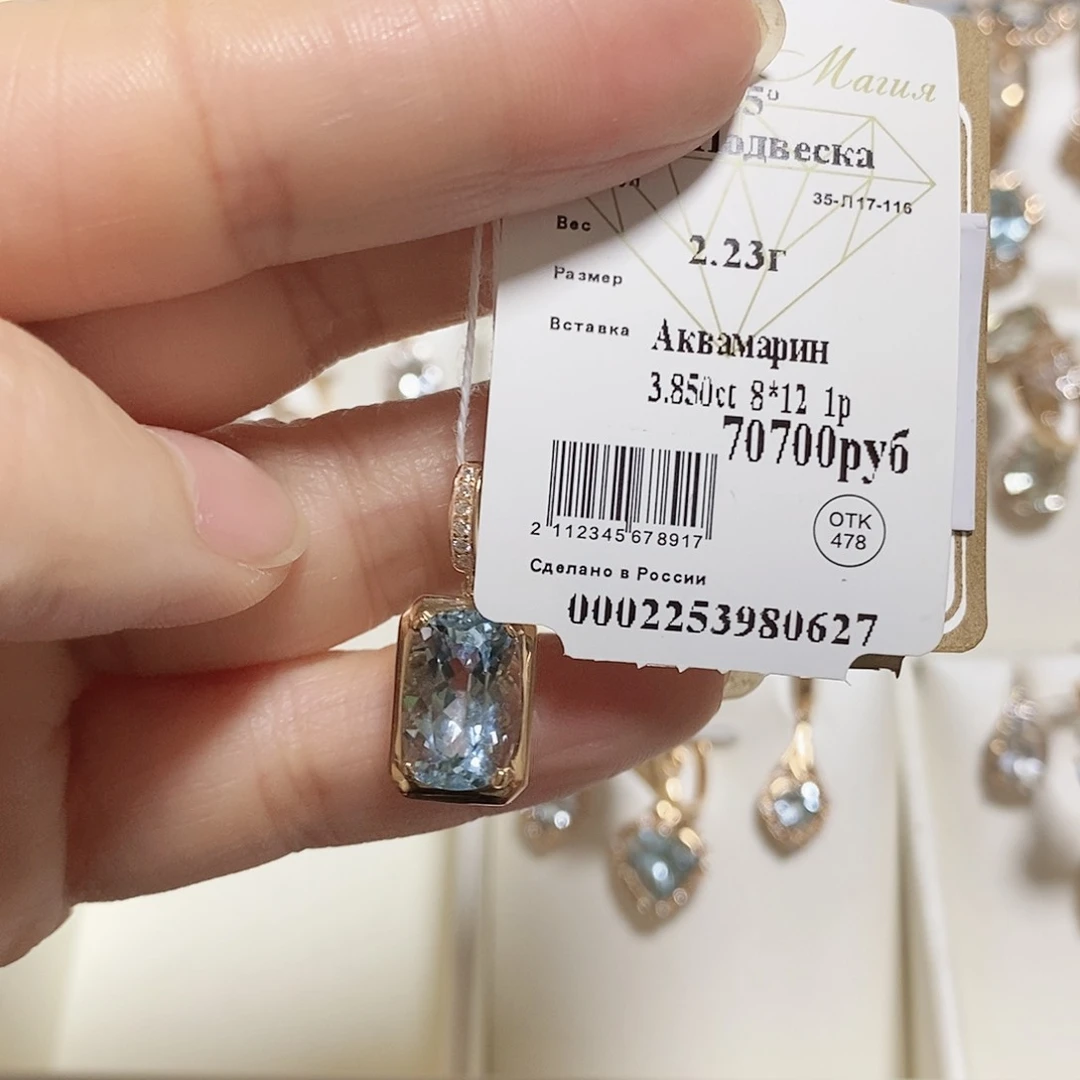 Магия
5°
Подвеска
35-Л17-116
Вес
2.23г
Размер
Вставка Аквамарин
3.850ct 8*12 1p
70700руб
2 112345 678917
ОТК
478
Сделано в России
0002253980627